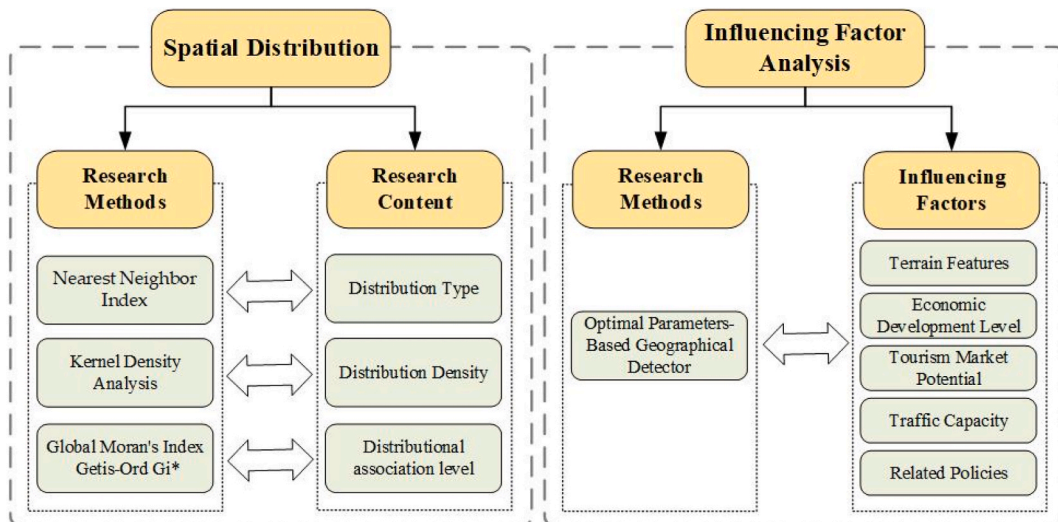 Spatial Distribution
Research
Methods
Research
Content
Nearest Neighbor
Index
Distribution Type
Kernel Density
Analysis
Distribution Density
Global Moran's Index
Getis-Ord Gi*
Distributional
association level
Influencing Factor
Analysis
Research
Methods
Influencing
Factors
Optimal Parameters-
Based Geographical
Detector
Terrain Features
Economic
Development Level
Tourism Market
Potential
Traffic Capacity
Related Policies